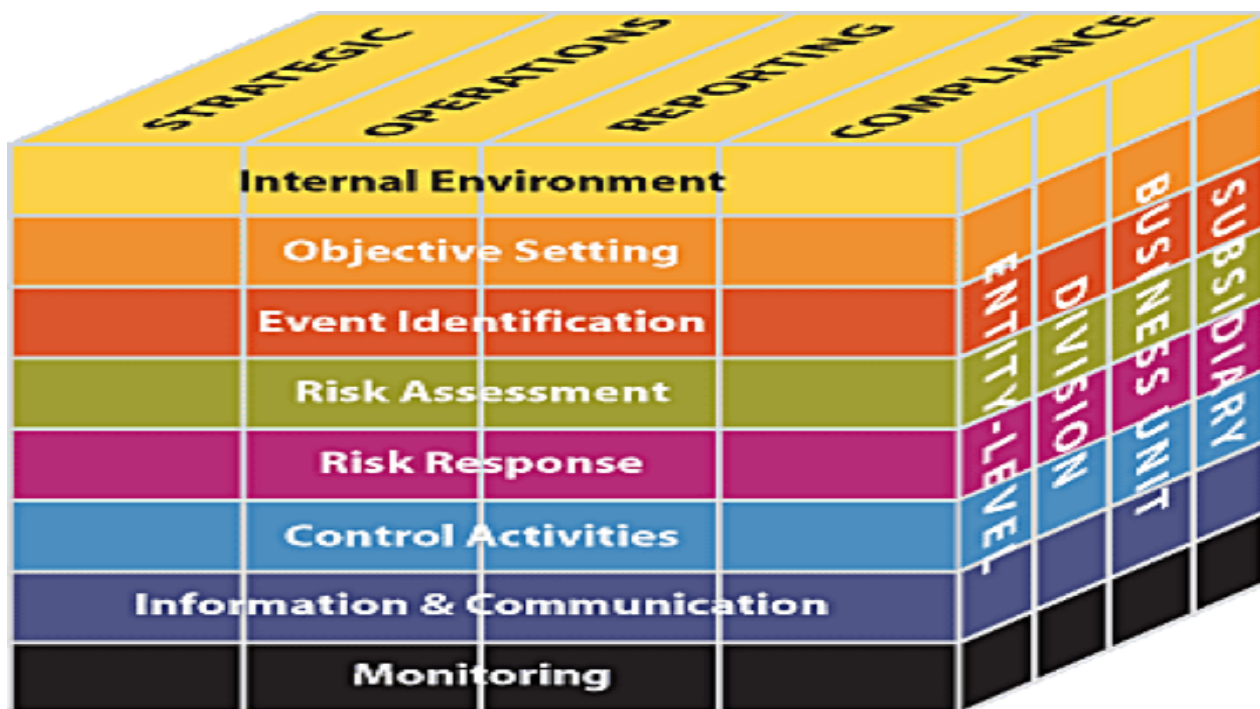 STRATEGIC
OPERATIONS
REPORTING
COMPLIANCE
Internal Environment
Objective Setting
Event Identification
Risk Assessment
Risk Response
Control Activities
Information & Communication
Monitoring
ENTITY-LEVEL
DIVISION
BUSINESS UNIT
SUBSIDIARY